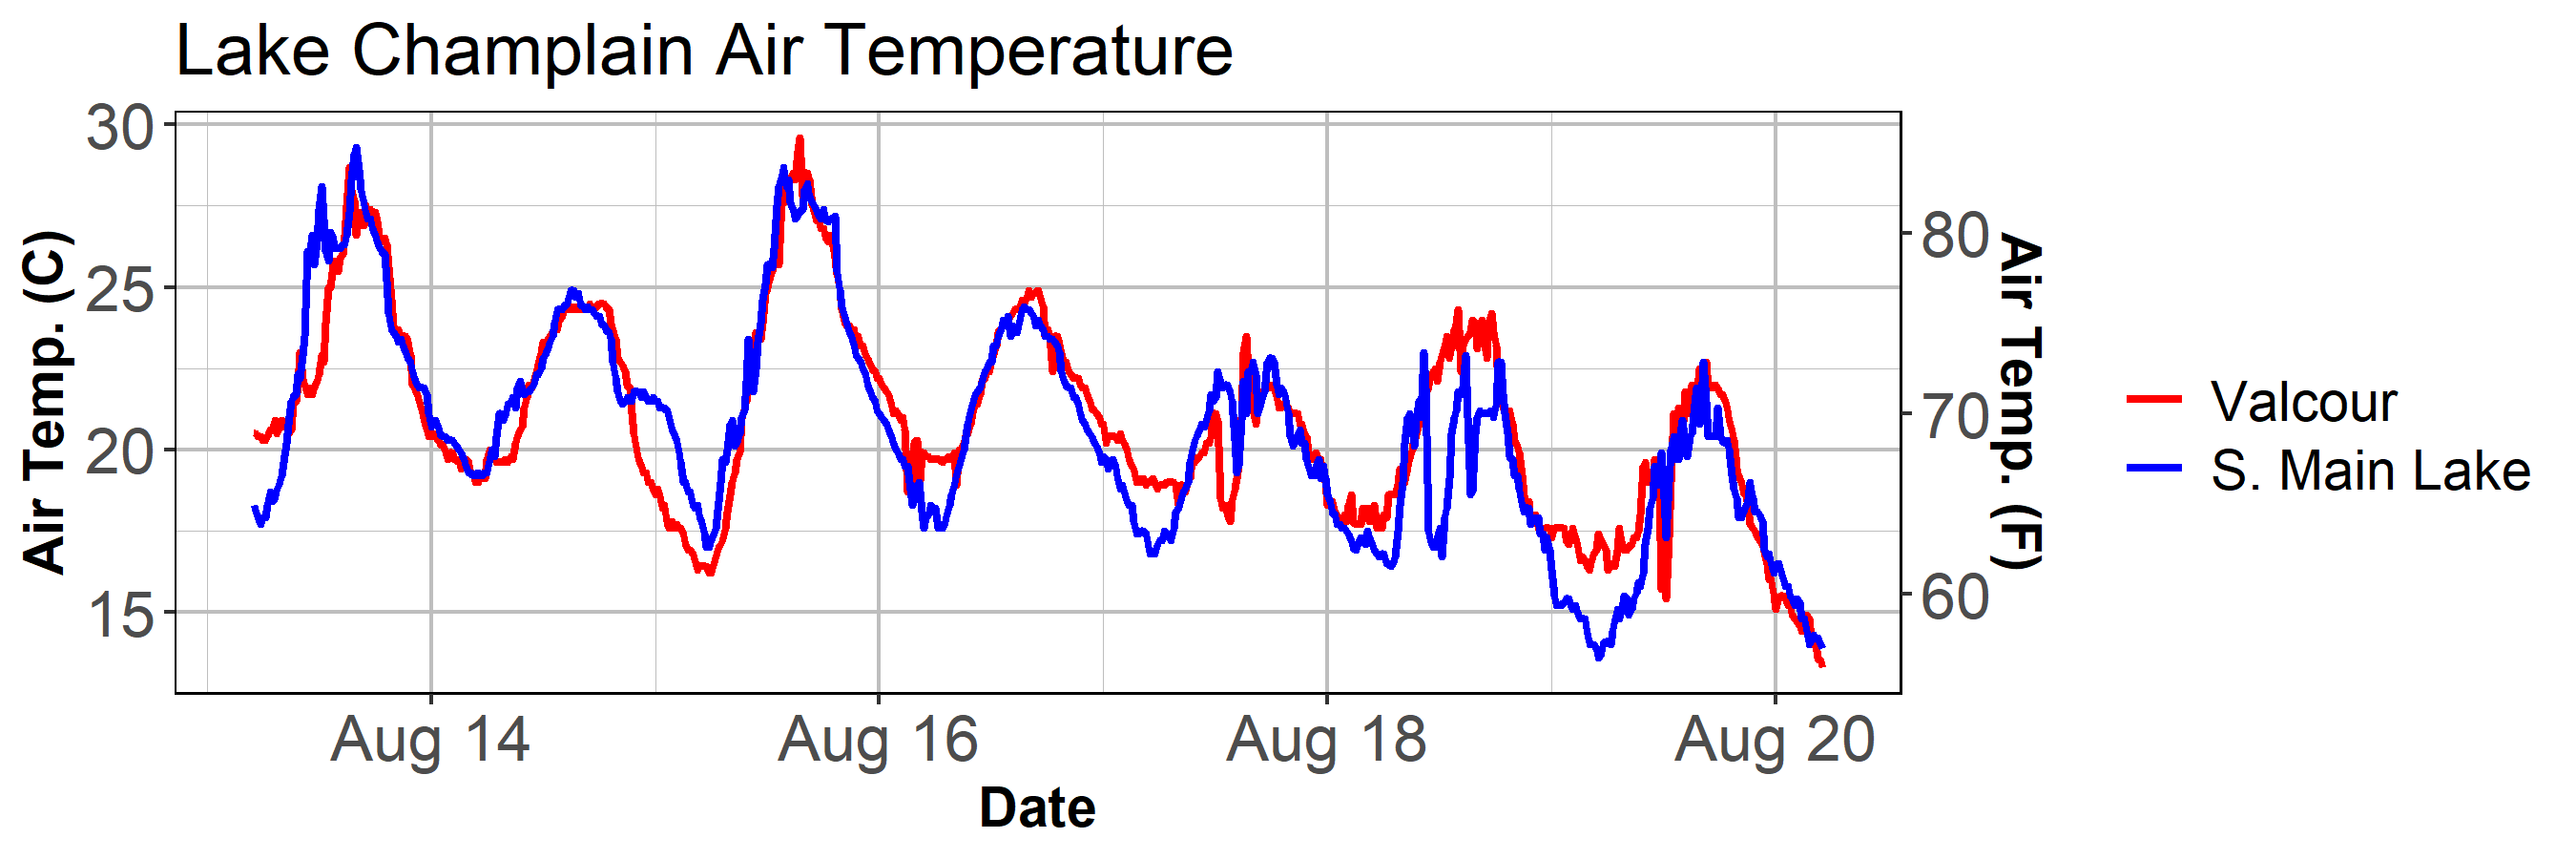 Lake Champlain Air Temperature
30
25
20
15
Air Temp. (C)
80
70
60
Air Temp. (F)
Aug 14
Aug 16
Aug 18
Aug 20
Date
Valcour
S. Main Lake